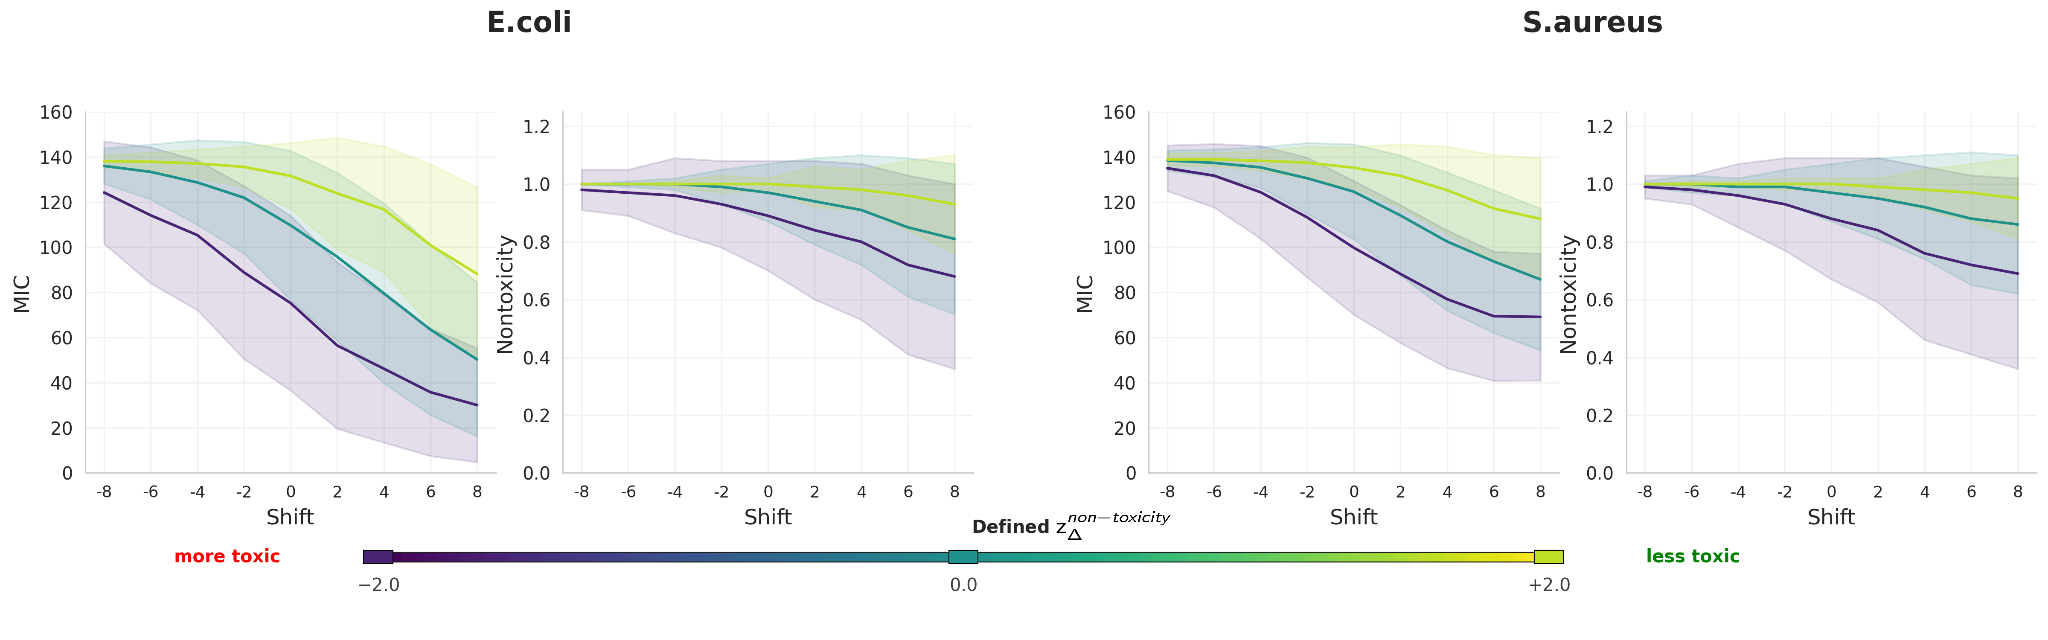 E.coli
S.aureus
160
140
120
100
80
60
40
20
0
MIC
-8 -6 -4 -2 0 2 4 6 8
Shift
1.2
1.0
0.8
0.6
0.4
0.2
0.0
Nontoxicity
-8 -6 -4 -2 0 2 4 6 8
Shift
160
140
120
100
80
60
40
20
0
MIC
-8 -6 -4 -2 0 2 4 6 8
Shift
1.2
1.0
0.8
0.6
0.4
0.2
0.0
Nontoxicity
-8 -6 -4 -2 0 2 4 6 8
Shift
Defined z_Δ^{non−toxicity}
more toxic
less toxic
−2.0 0.0 +2.0